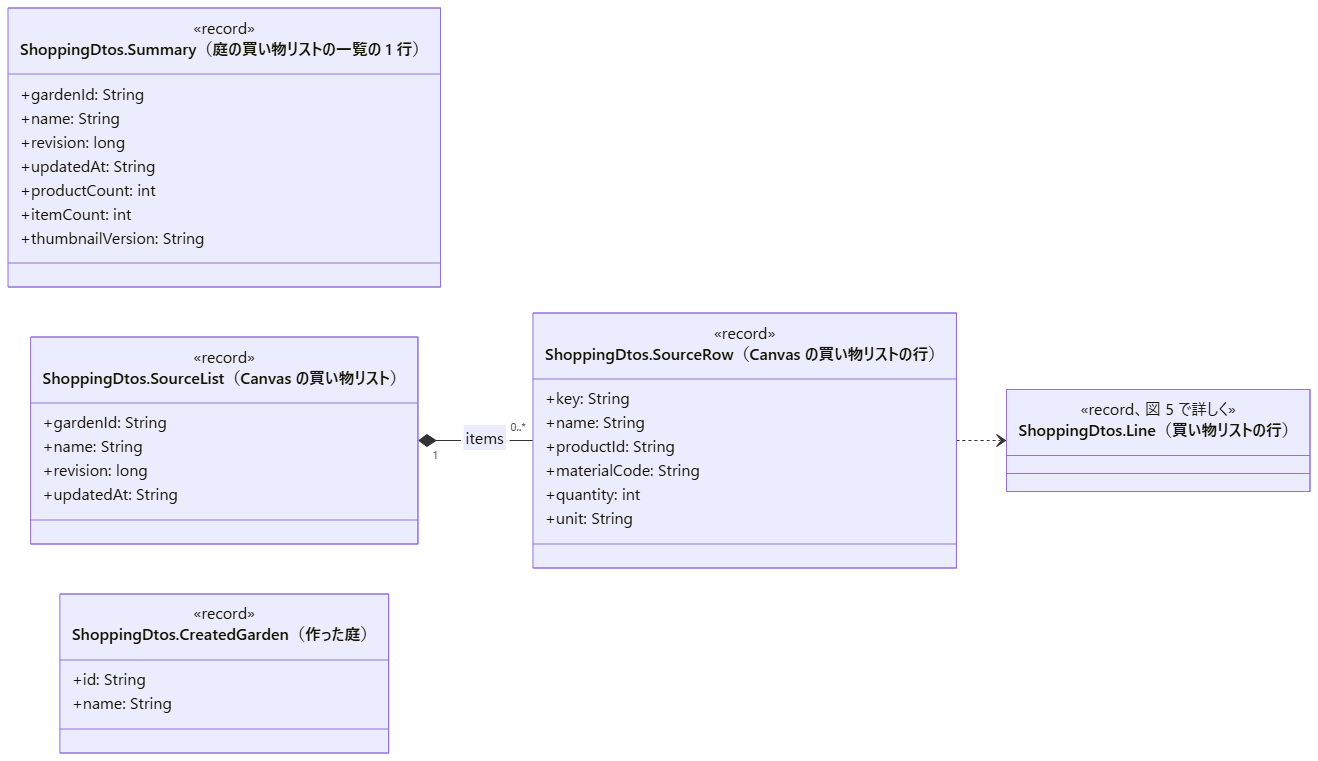 «record»
ShoppingDtos.Summary（庭の買い物リストの一覧の 1 行）
+gardenId: String
+name: String
+revision: long
+updatedAt: String
+productCount: int
+itemCount: int
+thumbnailVersion: String
«record»
ShoppingDtos.SourceList（Canvas の買い物リスト）
+gardenId: String
+name: String
+revision: long
+updatedAt: String
1
items
0..*
«record»
ShoppingDtos.SourceRow（Canvas の買い物リストの行）
+key: String
+name: String
+productId: String
+materialCode: String
+quantity: int
+unit: String
«record、図 5 で詳しく»
ShoppingDtos.Line（買い物リストの行）
«record»
ShoppingDtos.CreatedGarden（作った庭）
+id: String
+name: String